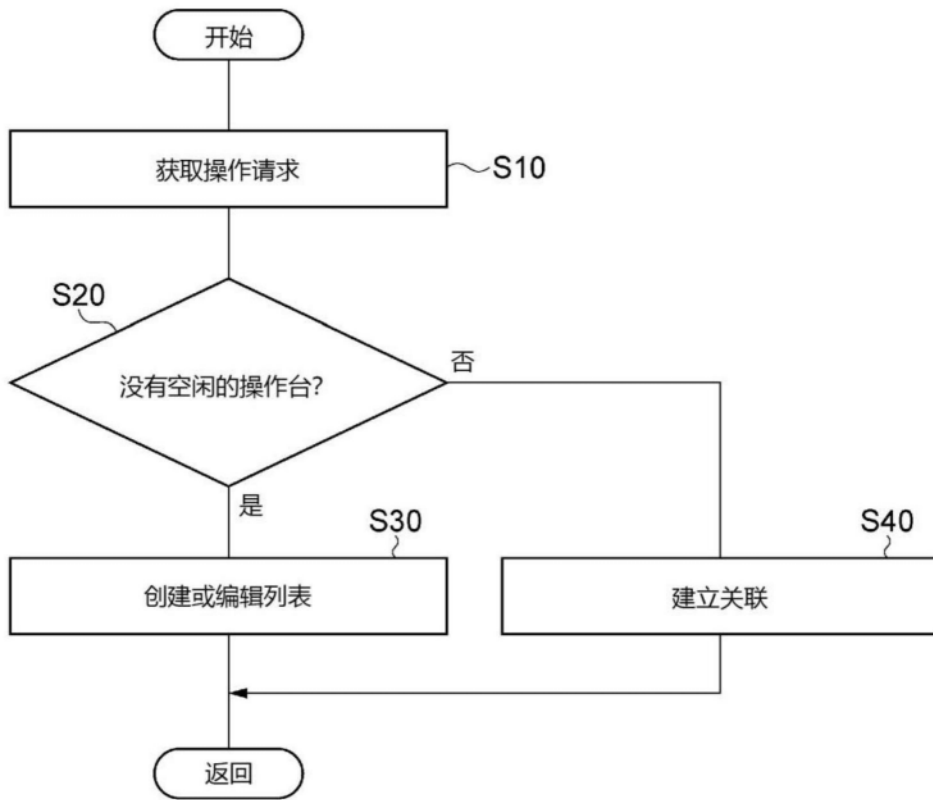 开始
获取操作请求
S10
S20
没有空闲的操作台?
否
是
S30
创建或编辑列表
S40
建立关联
返回